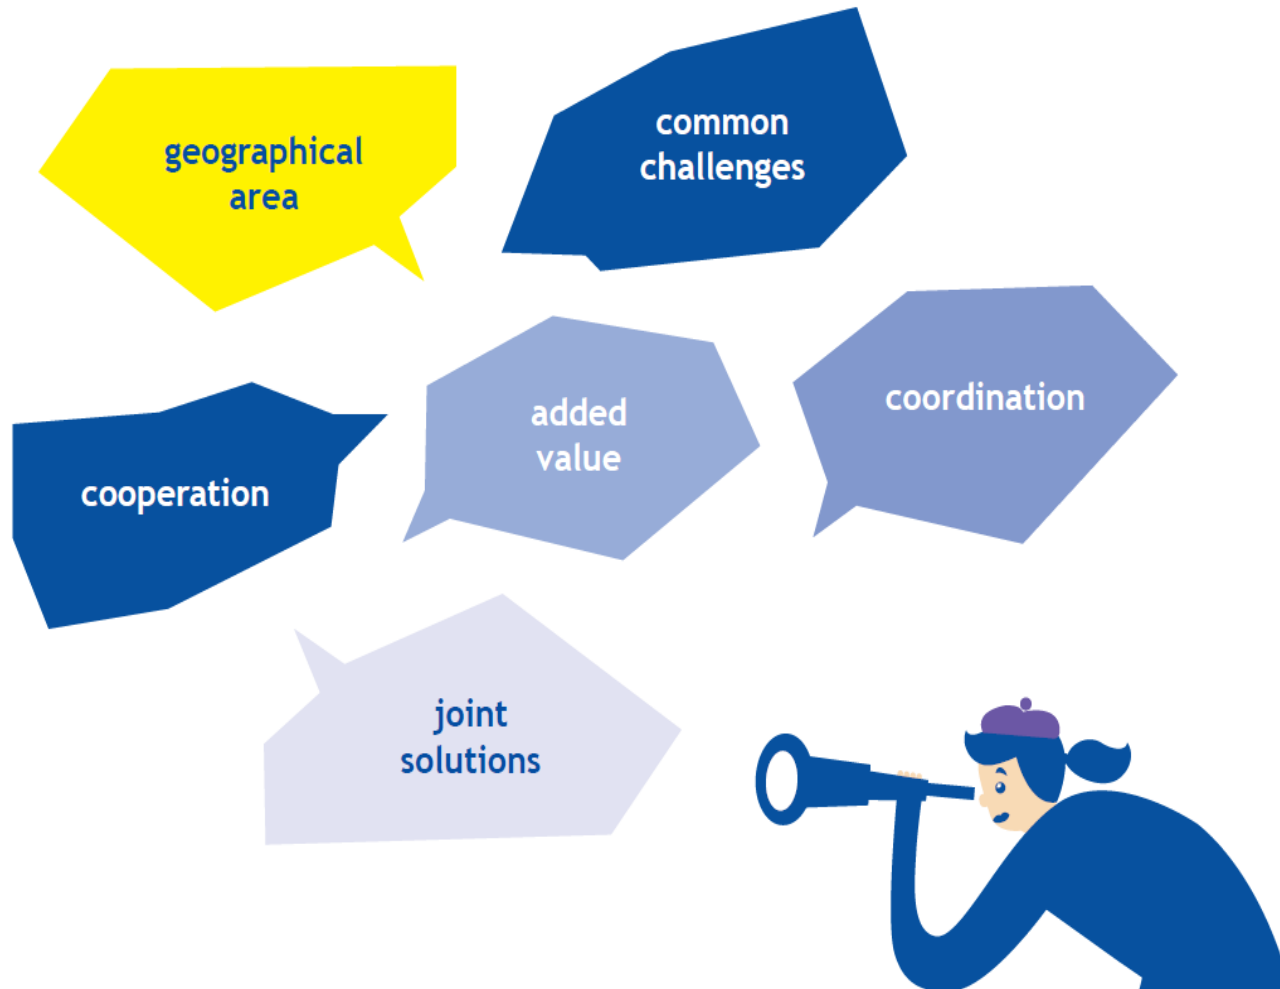 geographical
area
common
challenges
added
value
coordination
cooperation
joint
solutions